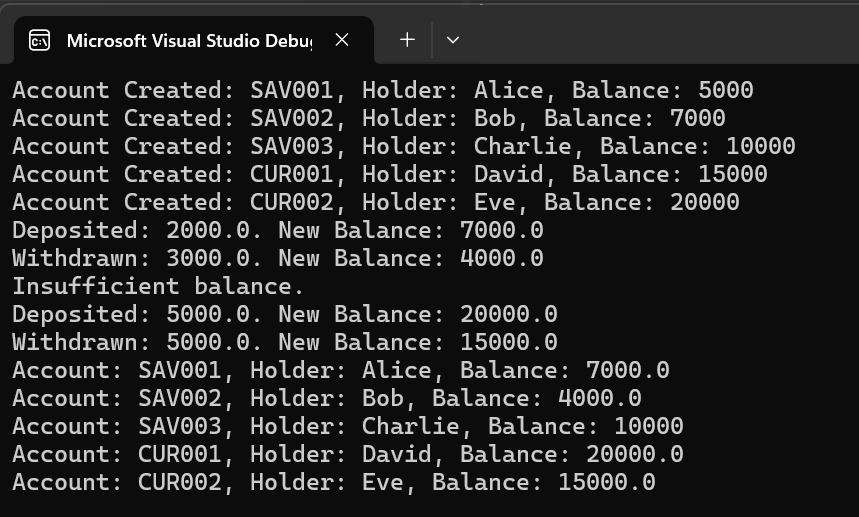 Microsoft Visual Studio Debu
Account Created: SAV001, Holder: Alice, Balance: 5000
Account Created: SAV002, Holder: Bob, Balance: 7000
Account Created: SAV003, Holder: Charlie, Balance: 10000
Account Created: CUR001, Holder: David, Balance: 15000
Account Created: CUR002, Holder: Eve, Balance: 20000
Deposited: 2000.0. New Balance: 7000.0
Withdrawn: 3000.0. New Balance: 4000.0
Insufficient balance.
Deposited: 5000.0. New Balance: 20000.0
Withdrawn: 5000.0. New Balance: 15000.0
Account: SAV001, Holder: Alice, Balance: 7000.0
Account: SAV002, Holder: Bob, Balance: 4000.0
Account: SAV003, Holder: Charlie, Balance: 10000
Account: CUR001, Holder: David, Balance: 20000.0
Account: CUR002, Holder: Eve, Balance: 15000.0